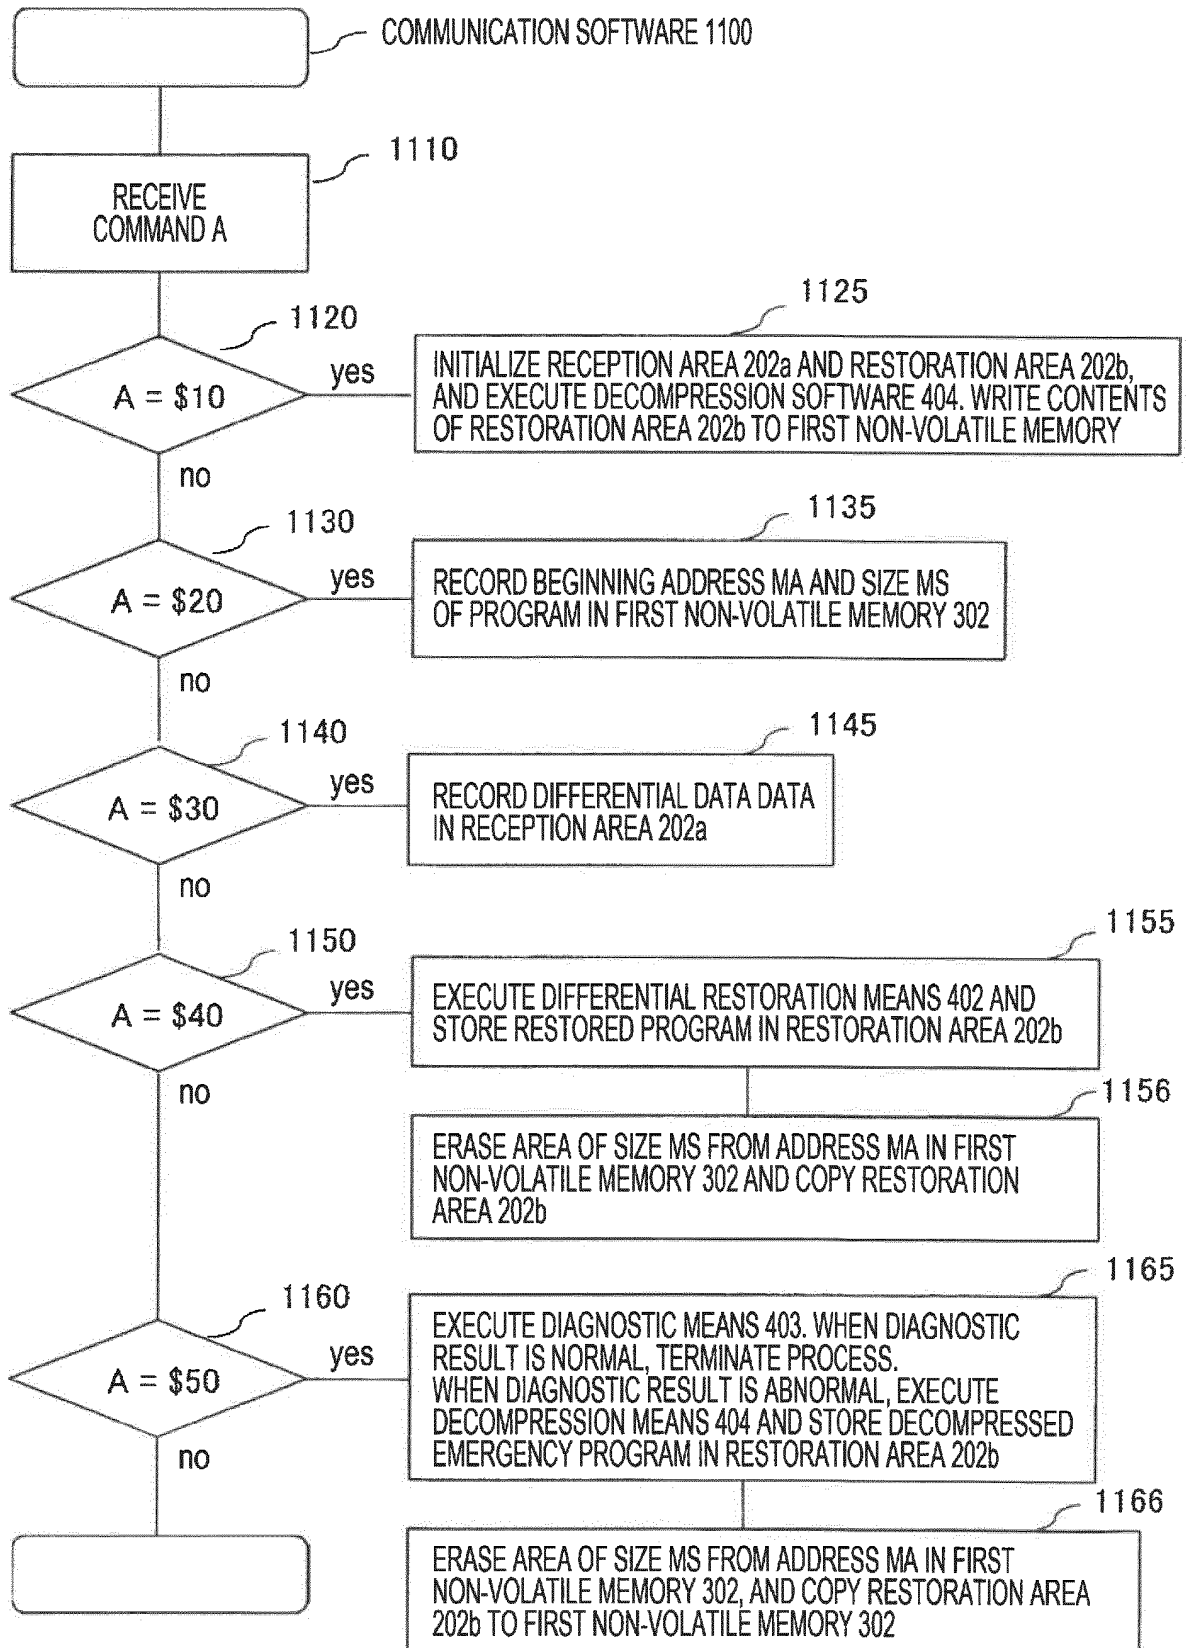 COMMUNICATION SOFTWARE 1100
1110
RECEIVE
COMMAND A
1120
1125
A = $10
yes
INITIALIZE RECEPTION AREA 202a AND RESTORATION AREA 202b,
AND EXECUTE DECOMPRESSION SOFTWARE 404. WRITE CONTENTS
OF RESTORATION AREA 202b TO FIRST NON-VOLATILE MEMORY
no
1130
1135
A = $20
yes
RECORD BEGINNING ADDRESS MA AND SIZE MS
OF PROGRAM IN FIRST NON-VOLATILE MEMORY 302
no
1140
1145
A = $30
yes
RECORD DIFFERENTIAL DATA DATA
IN RECEPTION AREA 202a
no
1150
1155
A = $40
yes
EXECUTE DIFFERENTIAL RESTORATION MEANS 402 AND
STORE RESTORED PROGRAM IN RESTORATION AREA 202b
no
1156
ERASE AREA OF SIZE MS FROM ADDRESS MA IN FIRST
NON-VOLATILE MEMORY 302 AND COPY RESTORATION
AREA 202b
1160
1165
A = $50
yes
EXECUTE DIAGNOSTIC MEANS 403. WHEN DIAGNOSTIC
RESULT IS NORMAL, TERMINATE PROCESS.
WHEN DIAGNOSTIC RESULT IS ABNORMAL, EXECUTE
DECOMPRESSION MEANS 404 AND STORE DECOMPRESSED
EMERGENCY PROGRAM IN RESTORATION AREA 202b
no
1166
ERASE AREA OF SIZE MS FROM ADDRESS MA IN FIRST
NON-VOLATILE MEMORY 302, AND COPY RESTORATION AREA
202b TO FIRST NON-VOLATILE MEMORY 302